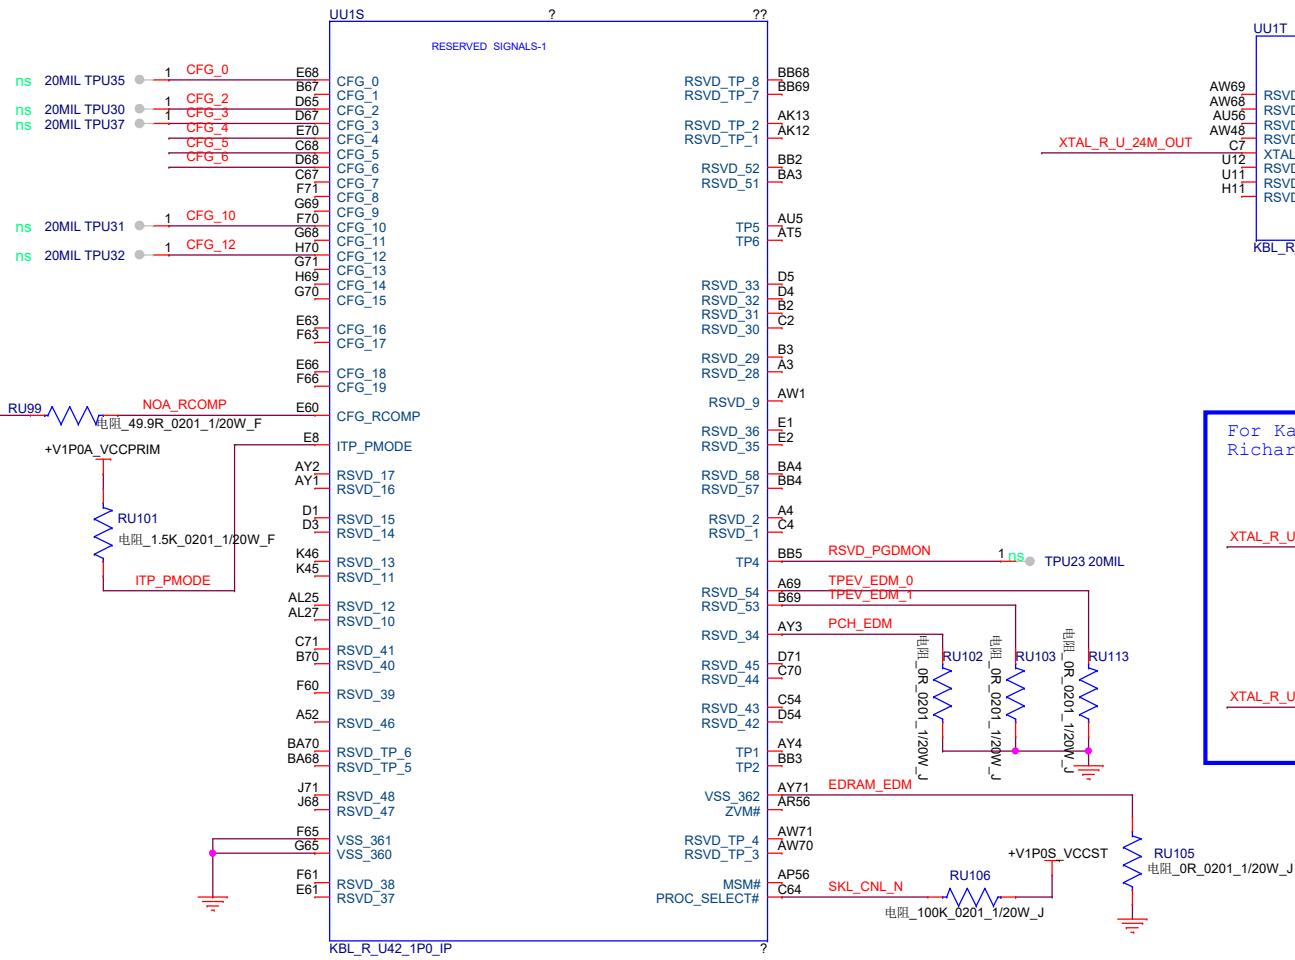 UU1S ? ??
RESERVED SIGNALS-1
ns 20MIL TPU35 1 CFG_0 E68 CFG_0
B67 CFG_1
ns 20MIL TPU30 1 CFG_2 D65 CFG_2
ns 20MIL TPU37 1 CFG_3 D67 CFG_3
CFG_4 E70 CFG_4
CFG_5 C68 CFG_5
CFG_6 D68 CFG_6
C67 CFG_7
F71 CFG_8
G69 CFG_9
ns 20MIL TPU31 1 CFG_10 F70 CFG_10
G68 CFG_11
ns 20MIL TPU32 1 CFG_12 H70 CFG_12
G71 CFG_13
H69 CFG_14
G70 CFG_15
E63 CFG_16
F63 CFG_17
E66 CFG_18
F66 CFG_19
RU99 NOA_RCOMP E60 CFG_RCOMP
电阻_49.9R_0201_1/20W_F
E8 ITP_PMODE
+V1P0A_VCCPRIM
RU101
电阻_1.5K_0201_1/20W_F
ITP_PMODE
AY2 RSVD_17
AY1 RSVD_16
D1 RSVD_15
D3 RSVD_14
K46 RSVD_13
K45 RSVD_11
AL25 RSVD_12
AL27 RSVD_10
C71 RSVD_41
B70 RSVD_40
F60 RSVD_39
A52 RSVD_46
BA70 RSVD_TP_6
BA68 RSVD_TP_5
J71 RSVD_48
J68 RSVD_47
F65 VSS_361
G65 VSS_360
F61 RSVD_38
E61 RSVD_37
RSVD_TP_8 BB68
RSVD_TP_7 BB69
RSVD_TP_2 AK13
RSVD_TP_1 AK12
RSVD_52 BB2
RSVD_51 BA3
TP5 AU5
TP6 AT5
RSVD_33 D5
RSVD_32 D4
RSVD_31 B2
RSVD_30 C2
RSVD_29 B3
RSVD_28 A3
RSVD_9 AW1
RSVD_36 E1
RSVD_35 E2
RSVD_58 BA4
RSVD_57 BB4
RSVD_2 A4
RSVD_1 C4
TP4 BB5 RSVD_PGDMON 1 ns TPU23 20MIL
RSVD_54 A69 TPEV_EDM_0
RSVD_53 B69 TPEV_EDM_1
RSVD_34 AY3 PCH_EDM
RSVD_45 D71
RSVD_44 C70
RSVD_43 C54
RSVD_42 D54
TP1 AY4
TP2 BB3
VSS_362 AY71 EDRAM_EDM
ZVM# AR56
RSVD_TP_4 AW71
RSVD_TP_3 AW70
MSM# AP56
PROC_SELECT# C64 SKL_CNL_N
RU102
电阻_0R_0201_1/20W_J
RU103
电阻_0R_0201_1/20W_J
RU113
电阻_0R_0201_1/20W_J
+V1P0S_VCCST
RU106
电阻_100K_0201_1/20W_J
RU105
电阻_0R_0201_1/20W_J
KBL_R_U42_1P0_IP ?
UU1T
AW69 RSVD
AW68 RSVD
AU56 RSVD
AW48 RSVD
XTAL_R_U_24M_OUT C7 XTAL
U12 RSVD
U11 RSVD
H11 RSVD
KBL_R
For Ka
Richar
XTAL_R_U
XTAL_R_U